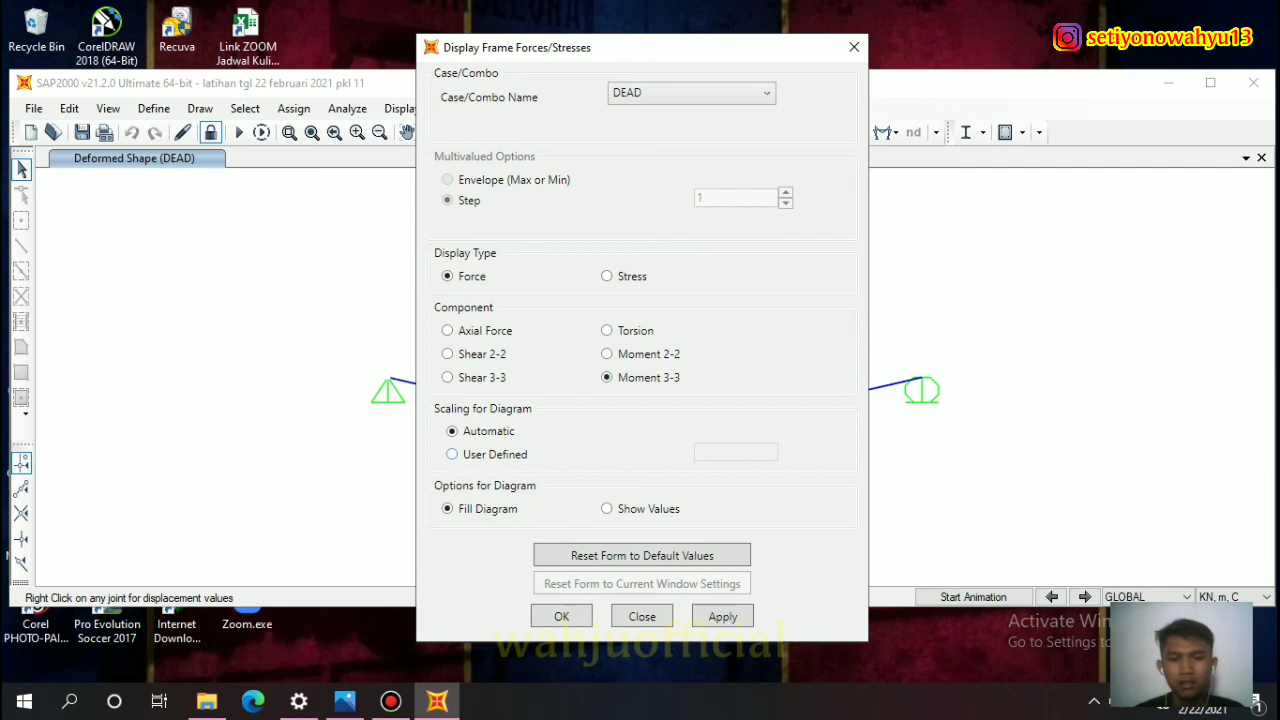 Recycle Bin
CorelDRAW
2018 (64-Bit)
Recuva
Link ZOOM
Jadwal Kuli...
setiyonowahyu13
Display Frame Forces/Stresses
SAP2000 v21.2.0 Ultimate 64-bit - latihan tgl 22 februari 2021 pkl 11
File Edit View Define Draw Select Assign Analyze Display
nd
Deformed Shape (DEAD)
Case/Combo
Case/Combo Name
DEAD
Multivalued Options
Envelope (Max or Min)
Step
1
Display Type
Force
Stress
Component
Axial Force
Torsion
Shear 2-2
Moment 2-2
Shear 3-3
Moment 3-3
Scaling for Diagram
Automatic
User Defined
Options for Diagram
Fill Diagram
Show Values
Reset Form to Default Values
Reset Form to Current Window Settings
OK
Close
Apply
Right Click on any joint for displacement values
Start Animation
GLOBAL
KN, m, C
Corel
PHOTO-PAI...
Pro Evolution
Soccer 2017
Internet
Downlo...
Zoom.exe
wahjuofficial
Activate
Go to Settings
2/22/2021
1